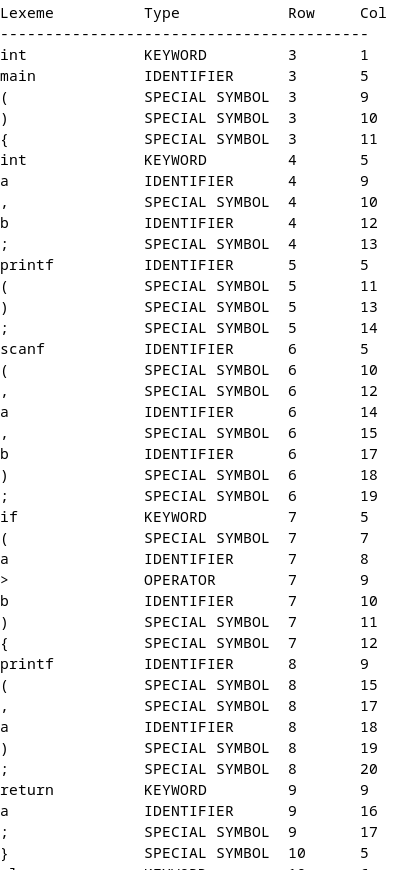 Lexeme Type Row Col
-----------------------------------------
int KEYWORD 3 1
main IDENTIFIER 3 5
( SPECIAL SYMBOL 3 9
) SPECIAL SYMBOL 3 10
{ SPECIAL SYMBOL 3 11
int KEYWORD 4 5
a IDENTIFIER 4 9
, SPECIAL SYMBOL 4 10
b IDENTIFIER 4 12
; SPECIAL SYMBOL 4 13
printf IDENTIFIER 5 5
( SPECIAL SYMBOL 5 11
) SPECIAL SYMBOL 5 13
; SPECIAL SYMBOL 5 14
scanf IDENTIFIER 6 5
( SPECIAL SYMBOL 6 10
, SPECIAL SYMBOL 6 12
a IDENTIFIER 6 14
, SPECIAL SYMBOL 6 15
b IDENTIFIER 6 17
) SPECIAL SYMBOL 6 18
; SPECIAL SYMBOL 6 19
if KEYWORD 7 5
( SPECIAL SYMBOL 7 7
a IDENTIFIER 7 8
> OPERATOR 7 9
b IDENTIFIER 7 10
) SPECIAL SYMBOL 7 11
{ SPECIAL SYMBOL 7 12
printf IDENTIFIER 8 9
( SPECIAL SYMBOL 8 15
, SPECIAL SYMBOL 8 17
a IDENTIFIER 8 18
) SPECIAL SYMBOL 8 19
; SPECIAL SYMBOL 8 20
return KEYWORD 9 9
a IDENTIFIER 9 16
; SPECIAL SYMBOL 9 17
} SPECIAL SYMBOL 10 5